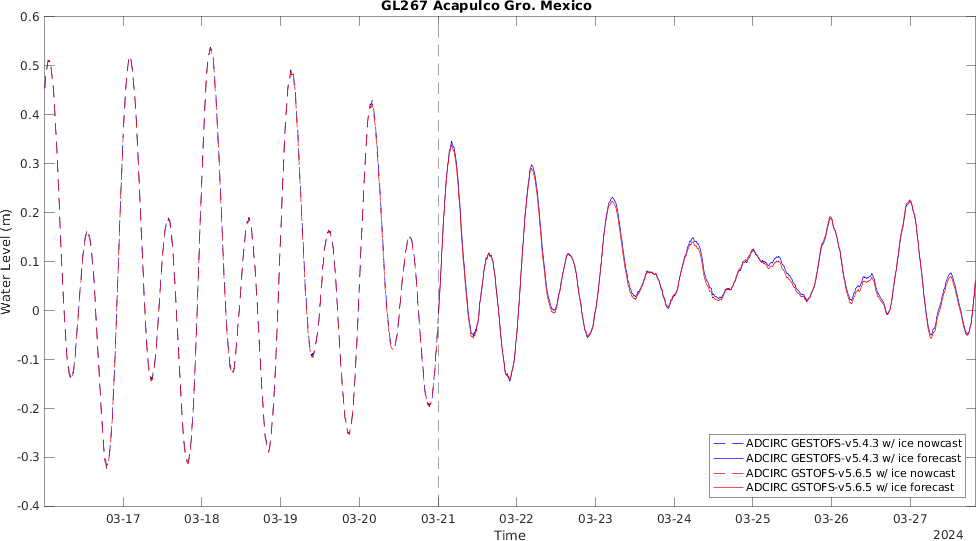 GL267 Acapulco Gro. Mexico
0.6
0.5
0.4
0.3
0.2
0.1
0
-0.1
-0.2
-0.3
-0.4
Water Level (m)
ADCIRC GESTOFS-v5.4.3 w/ ice nowcast
ADCIRC GESTOFS-v5.4.3 w/ ice forecast
ADCIRC GSTOFS-v5.6.5 w/ ice nowcast
ADCIRC GSTOFS-v5.6.5 w/ ice forecast
03-17 03-18 03-19 03-20 03-21 03-22 03-23 03-24 03-25 03-26 03-27
Time
2024